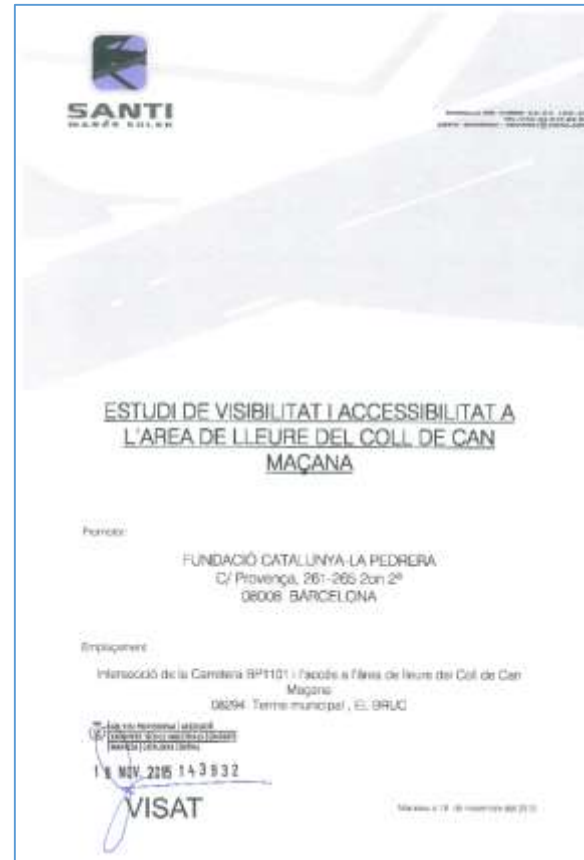 SANTI
MASÉS SOLER
ESTUDI DE VISIBILITAT I ACCESSIBILITAT A
L'AREA DE LLEURE DEL COLL DE CAN
MAÇANA
Promotor:
FUNDACIÓ CATALUNYA-LA PEDRERA
C/ Provença, 261-265 2on 2ª
08008 BARCELONA
Emplaçament
Intersecció de la Carretera BP1101 i l'accés a l'àrea de lleure del Coll de Can
Maçana
08294 Terme municipal , EL BRUC
NOV. 2015 143932
VISAT